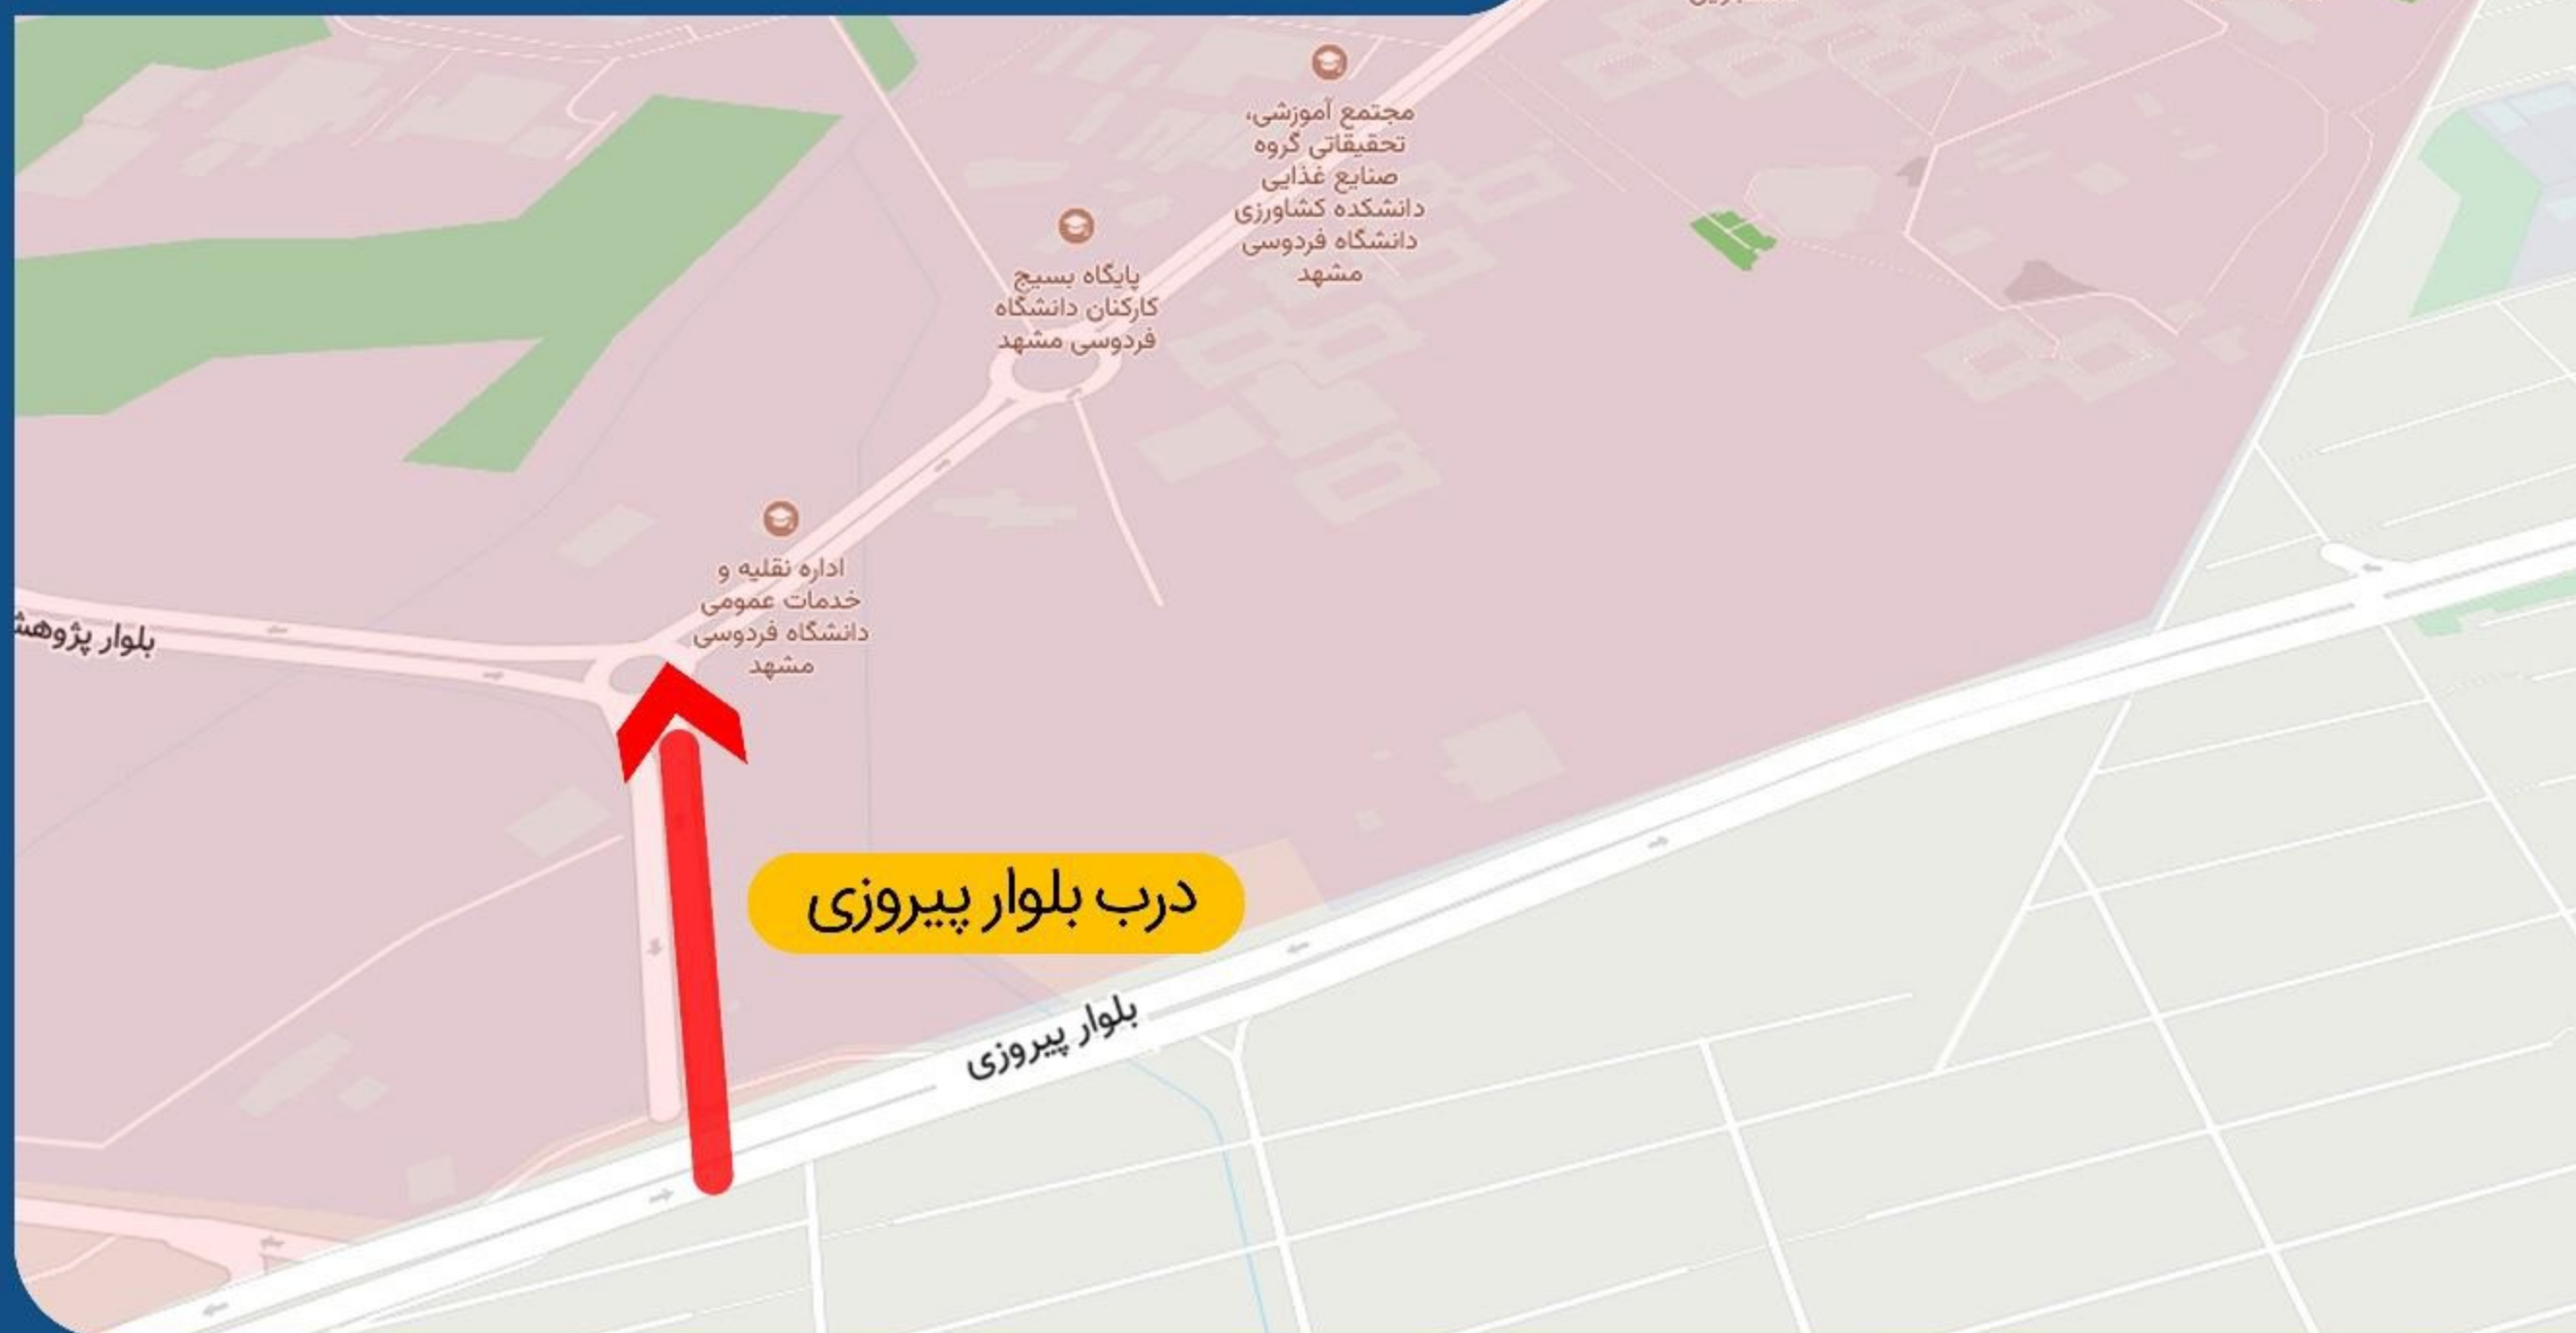 مجتمع آموزشی،
تحقیقاتی گروه
صنایع غذایی
دانشکده کشاورزی
دانشگاه فردوسی
مشهد
پایگاه بسیج
کارکنان دانشگاه
فردوسی مشهد
اداره نقلیه و
خدمات عمومی
دانشگاه فردوسی
مشهد
بلوار پژوهش
درب بلوار پیروزی
بلوار پیروزی